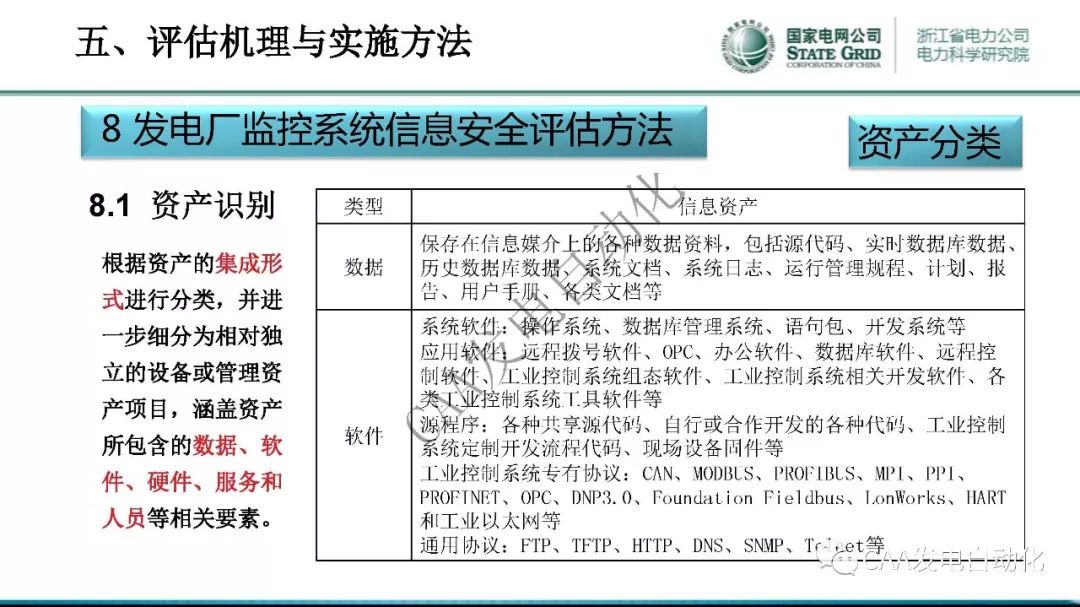 五、评估机理与实施方法
国家电网公司
STATE GRID
CORPORATION OF CHINA
浙江省电力公司
电力科学研究院
8 发电厂监控系统信息安全评估方法
资产分类
8.1 资产识别
根据资产的集成形
式进行分类，并进
一步细分为相对独
立的设备或管理资
产项目，涵盖资产
所包含的数据、软
件、硬件、服务和
人员等相关要素。
类型
信息资产
数据
保存在信息媒介上的各种数据资料，包括源代码、实时数据库数据、
历史数据库数据、系统文档、系统日志、运行管理规程、计划、报
告、用户手册、各类文档等
软件
系统软件：操作系统、数据库管理系统、语句包、开发系统等
应用软件：远程拨号软件、OPC、办公软件、数据库软件、远程控
制软件、工业控制系统组态软件、工业控制系统相关开发软件、各
类工业控制系统工具软件等
源程序：各种共享源代码、自行或合作开发的各种代码、工业控制
系统定制开发流程代码、现场设备固件等
工业控制系统专有协议：CAN、MODBUS、PROFIBUS、MPI、PPI、
PROFINET、OPC、DNP3.0、Foundation Fieldbus、LonWorks、HART
和工业以太网等
通用协议：FTP、TFTP、HTTP、DNS、SNMP、Telnet等
CAA发电自动化
CAA发电自动化